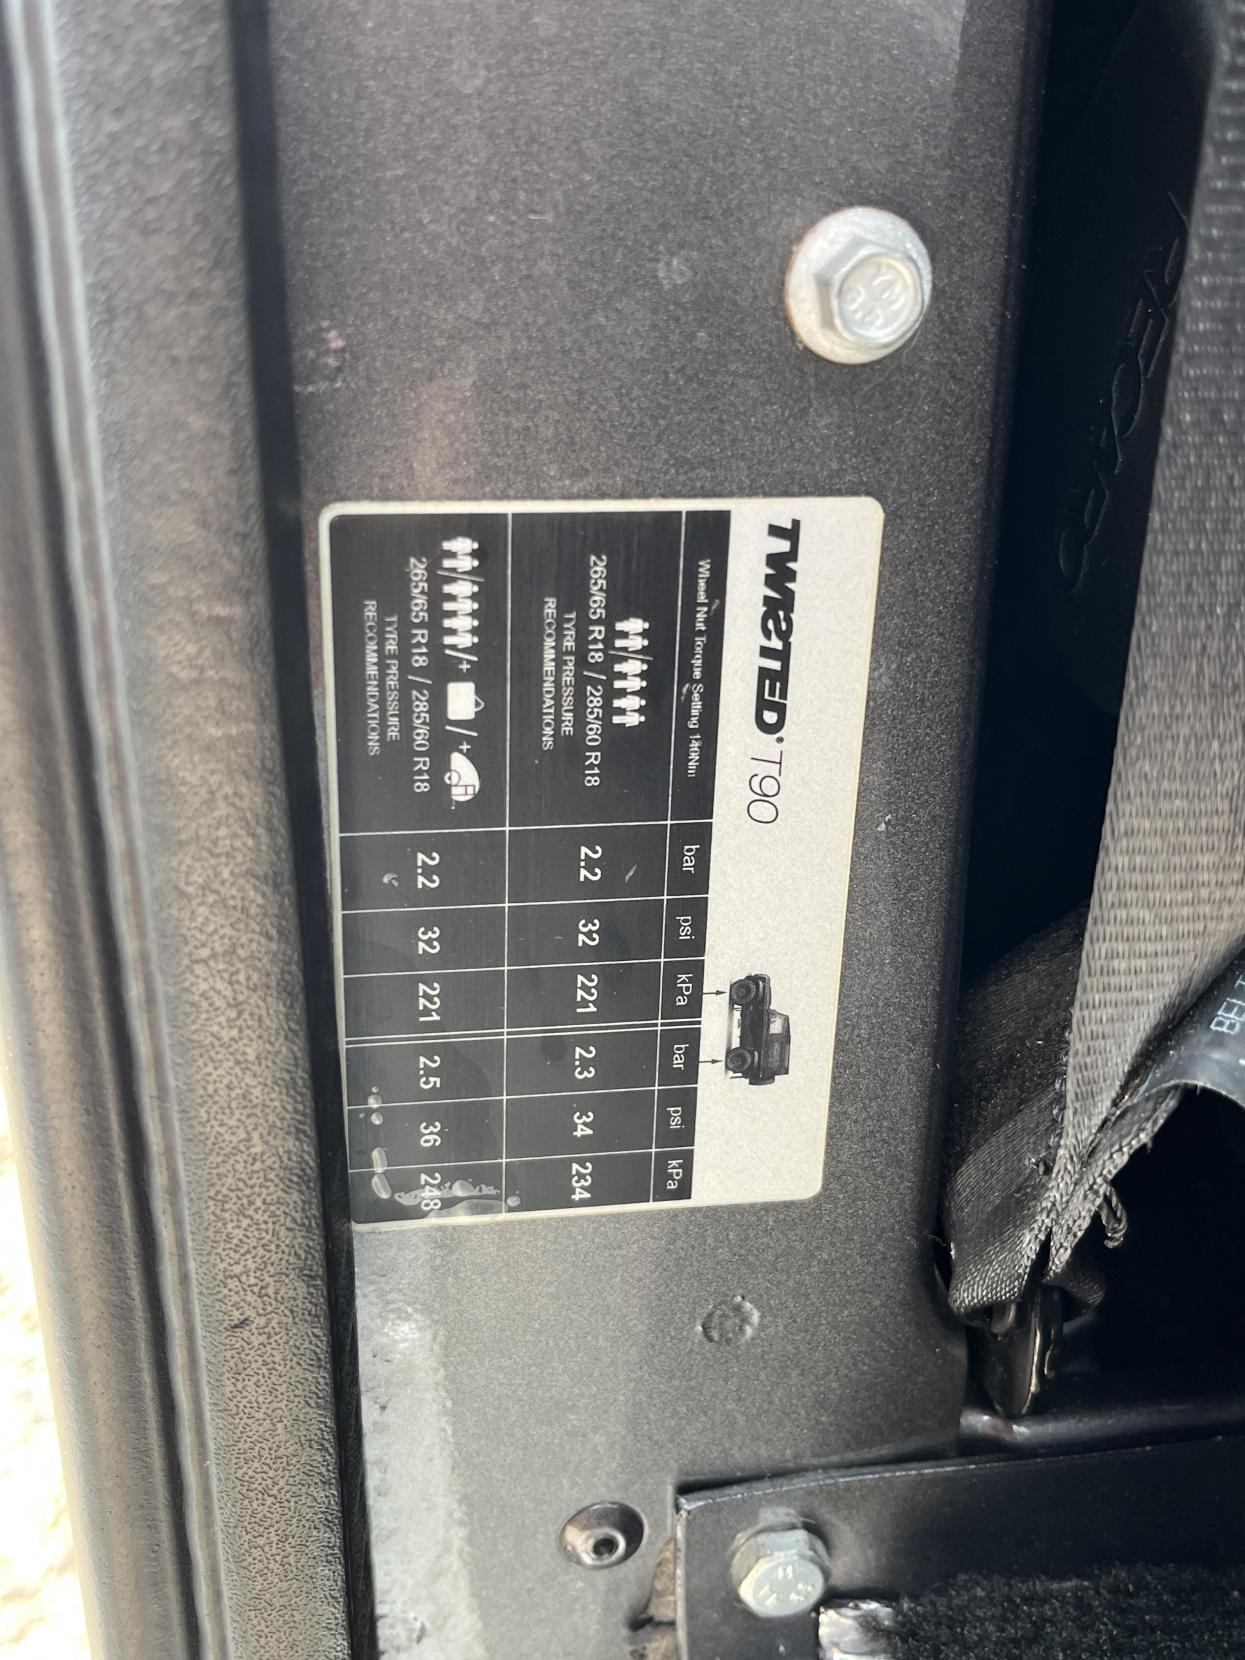 TWISTED® T90
Wheel Nut Torque Setting 140Nm bar psi kPa bar psi kPa
265/65 R18 / 285/60 R18 2.2 32 221 2.3 34 234
TYRE PRESSURE
RECOMMENDATIONS
/ / + / +
265/65 R18 / 285/60 R18 2.2 32 221 2.5 36 248
TYRE PRESSURE
RECOMMENDATIONS
RECARO
BELT